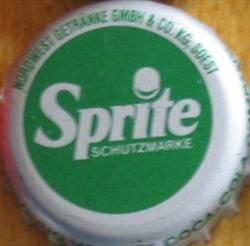 NORDWEST GETRÄNKE GMBH & CO. KG, SOEST
Sprite
SCHUTZMARKE